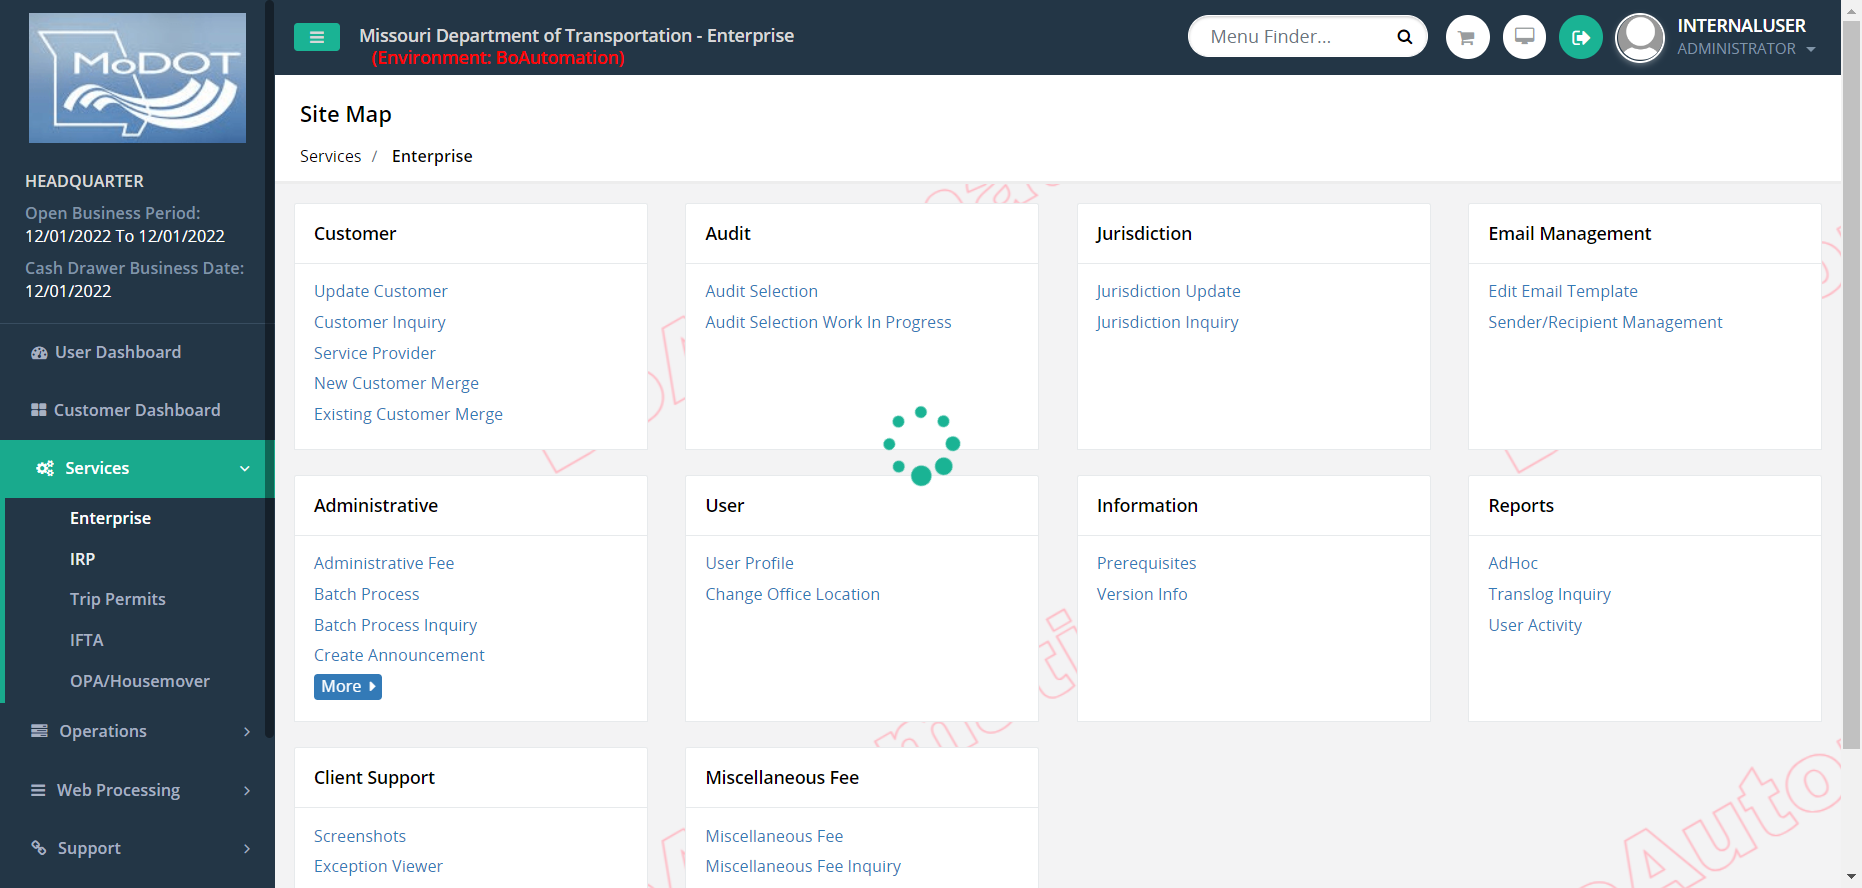 MoDOT
Missouri Department of Transportation - Enterprise
(Environment: BoAutomation)
Menu Finder...
INTERNALUSER
ADMINISTRATOR
HEADQUARTER
Open Business Period:
12/01/2022 To 12/01/2022
Cash Drawer Business Date:
12/01/2022
User Dashboard
Customer Dashboard
Services
Enterprise
IRP
Trip Permits
IFTA
OPA/Housemover
Operations
Web Processing
Support
Site Map
Services / Enterprise
Customer
Update Customer
Customer Inquiry
Service Provider
New Customer Merge
Existing Customer Merge
Audit
Audit Selection
Audit Selection Work In Progress
Jurisdiction
Jurisdiction Update
Jurisdiction Inquiry
Email Management
Edit Email Template
Sender/Recipient Management
Administrative
Administrative Fee
Batch Process
Batch Process Inquiry
Create Announcement
More
User
User Profile
Change Office Location
Information
Prerequisites
Version Info
Reports
AdHoc
Translog Inquiry
User Activity
Client Support
Screenshots
Exception Viewer
Miscellaneous Fee
Miscellaneous Fee
Miscellaneous Fee Inquiry